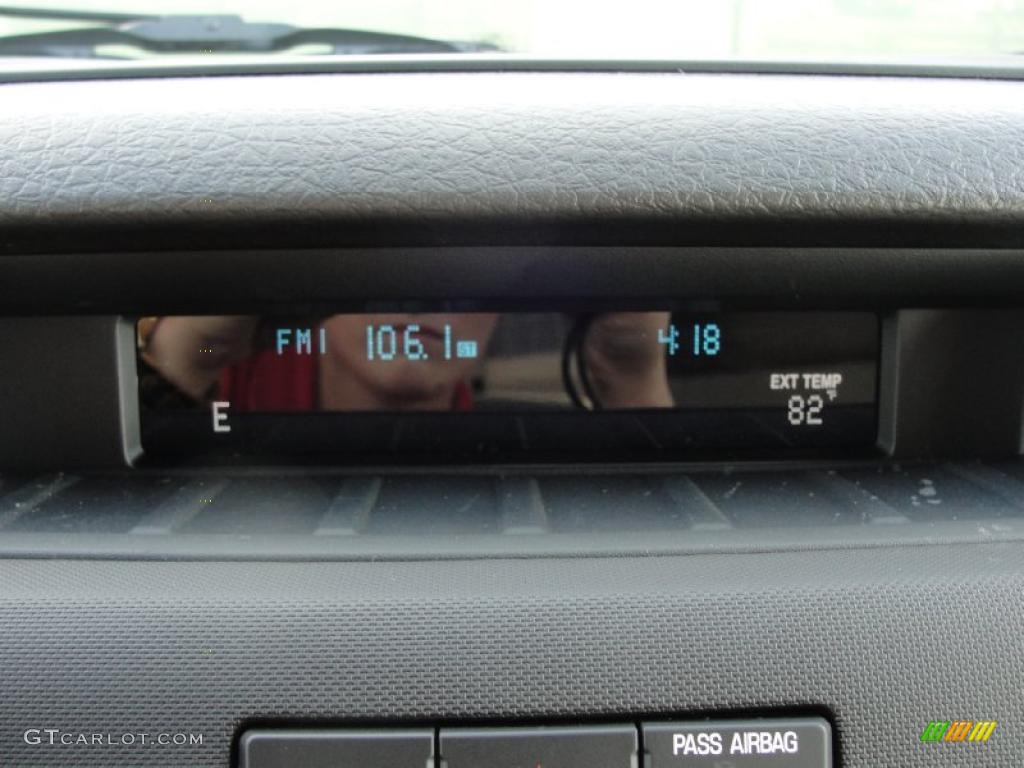 FM1 106.1 ST 4:18
EXT TEMP
E 82°F
PASS AIRBAG
GTCARLOT.COM